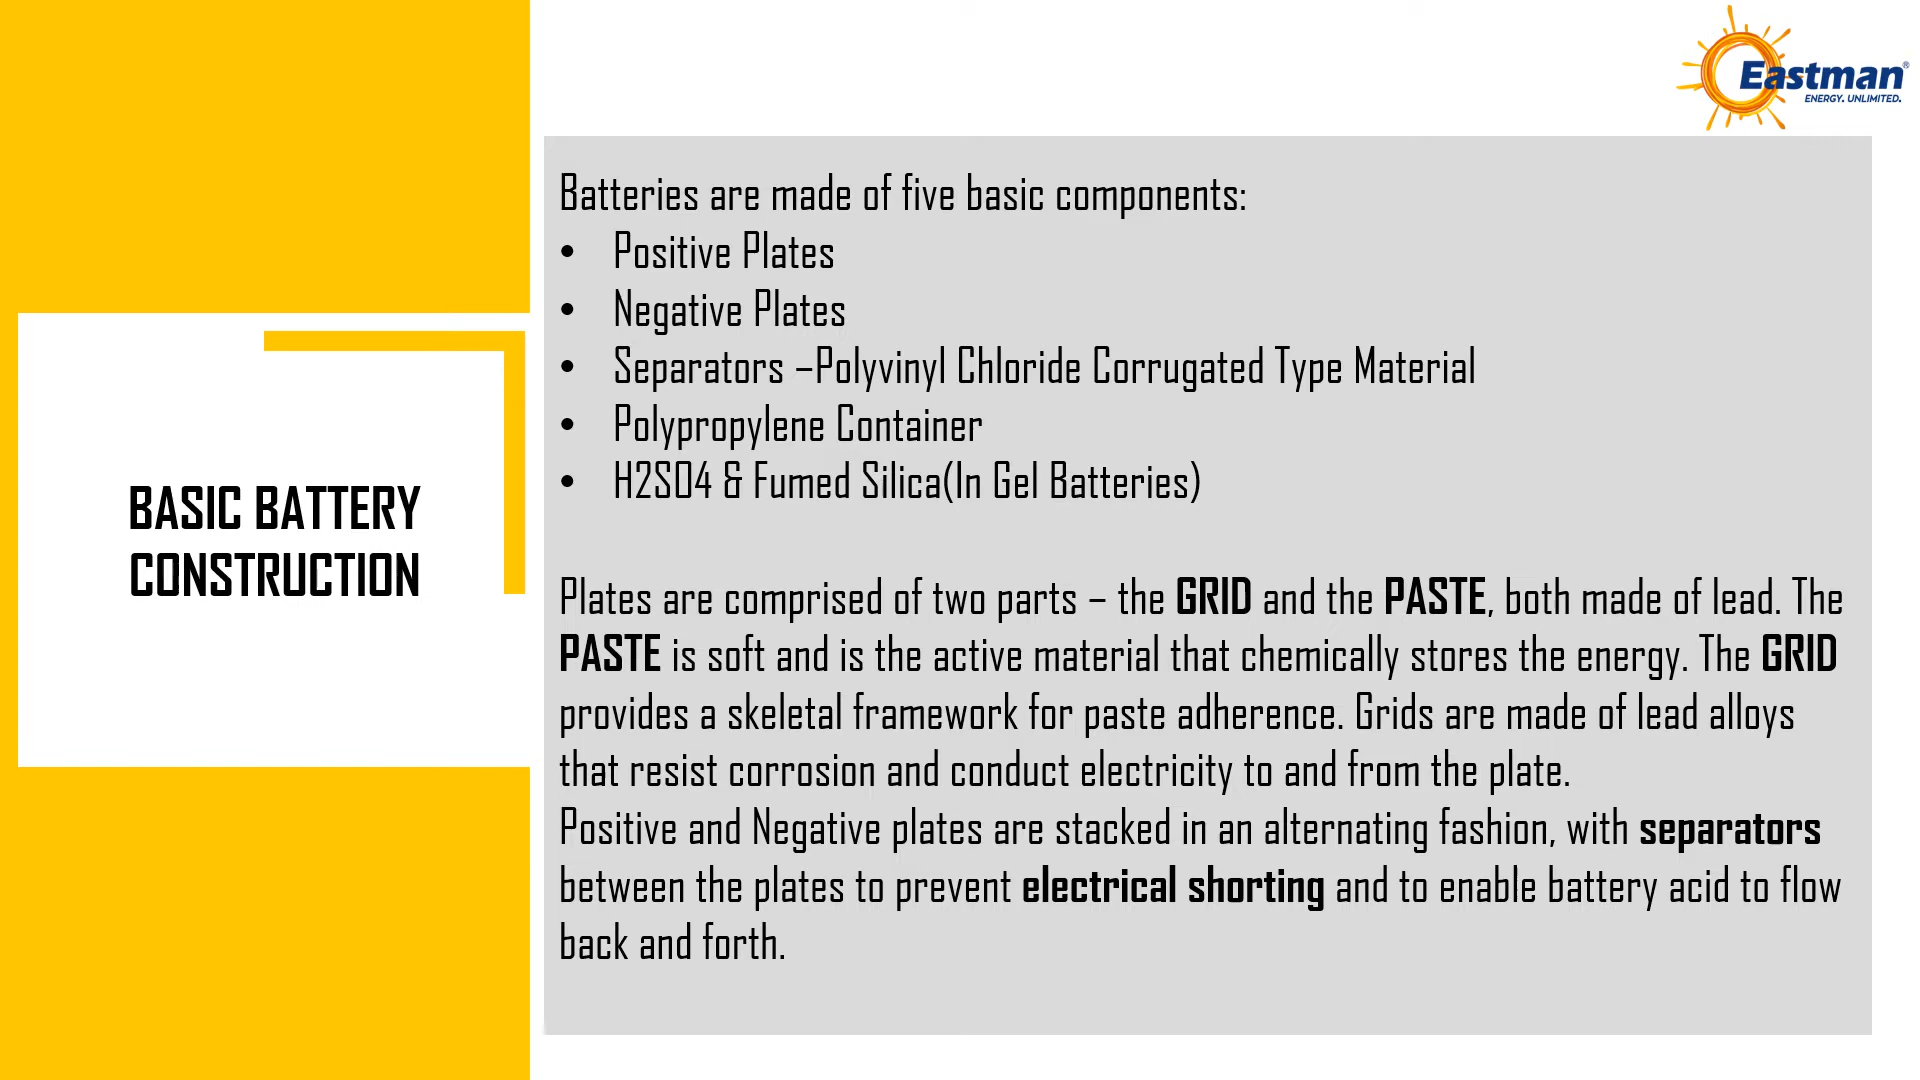 Eastman®
ENERGY. UNLIMITED.
BASIC BATTERY
CONSTRUCTION
Batteries are made of five basic components:
• Positive Plates
• Negative Plates
• Separators –Polyvinyl Chloride Corrugated Type Material
• Polypropylene Container
• H2SO4 & Fumed Silica(In Gel Batteries)
Plates are comprised of two parts – the GRID and the PASTE, both made of lead. The
PASTE is soft and is the active material that chemically stores the energy. The GRID
provides a skeletal framework for paste adherence. Grids are made of lead alloys
that resist corrosion and conduct electricity to and from the plate.
Positive and Negative plates are stacked in an alternating fashion, with separators
between the plates to prevent electrical shorting and to enable battery acid to flow
back and forth.